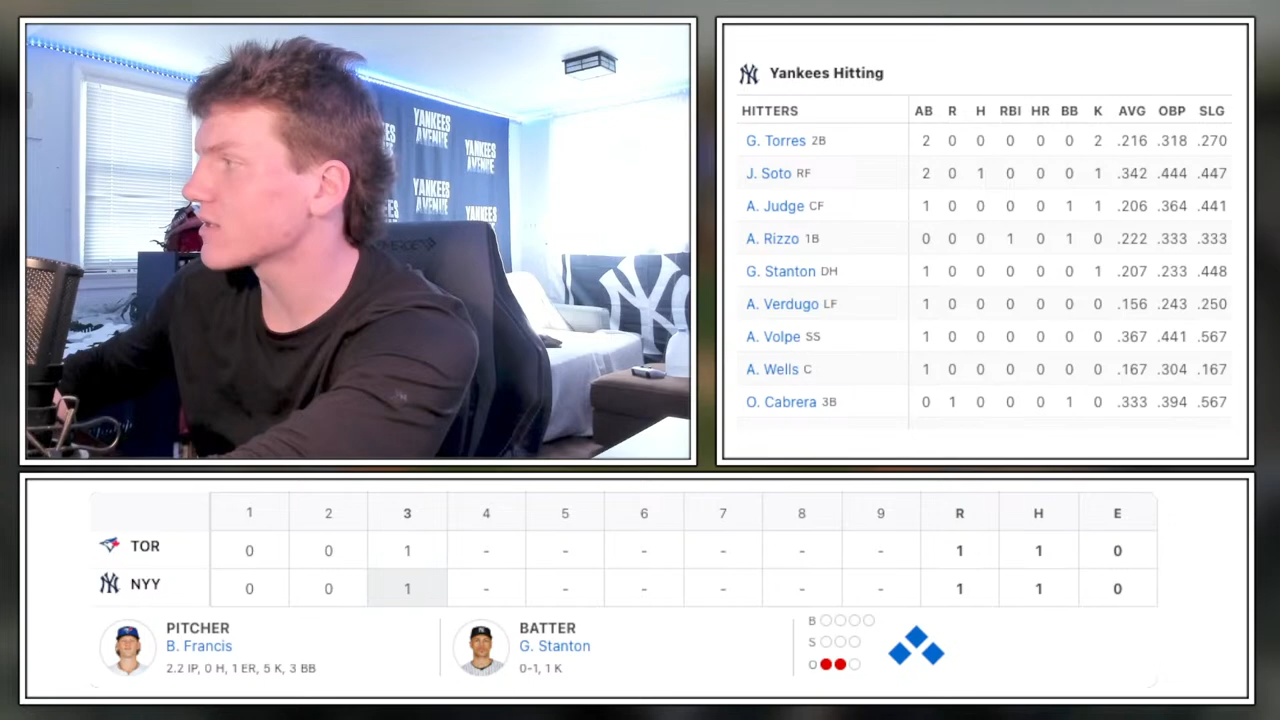 YANKEES AVENUE
YANKEES AVENUE
YANKEES AVENUE
YANKEES
Yankees Hitting
HITTERS AB R H RBI HR BB K AVG OBP SLG
G. Torres 2B 2 0 0 0 0 0 2 .216 .318 .270
J. Soto RF 2 0 1 0 0 0 1 .342 .444 .447
A. Judge CF 1 0 0 0 0 1 1 .206 .364 .441
A. Rizzo 1B 0 0 0 1 0 1 0 .222 .333 .333
G. Stanton DH 1 0 0 0 0 0 1 .207 .233 .448
A. Verdugo LF 1 0 0 0 0 0 0 .156 .243 .250
A. Volpe SS 1 0 0 0 0 0 0 .367 .441 .567
A. Wells C 1 0 0 0 0 0 0 .167 .304 .167
O. Cabrera 3B 0 1 0 0 0 1 0 .333 .394 .567
1 2 3 4 5 6 7 8 9 R H E
TOR 0 0 1 - - - - - - 1 1 0
NYY 0 0 1 - - - - - - 1 1 0
PITCHER
B. Francis
2.2 IP, 0 H, 1 ER, 5 K, 3 BB
BATTER
G. Stanton
0-1, 1 K
B
S
O